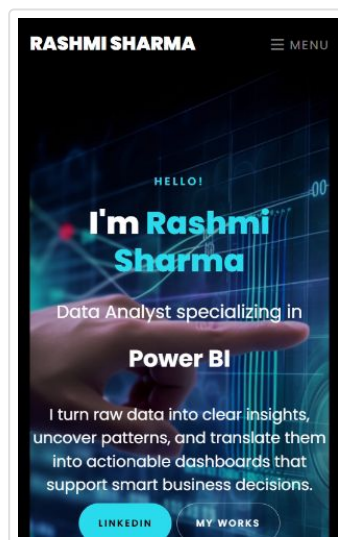 RASHMI SHARMA
MENU
HELLO!
I'm Rashmi
Sharma
Data Analyst specializing in
Power BI
I turn raw data into clear insights,
uncover patterns, and translate them
into actionable dashboards that
support smart business decisions.
LINKEDIN
MY WORKS